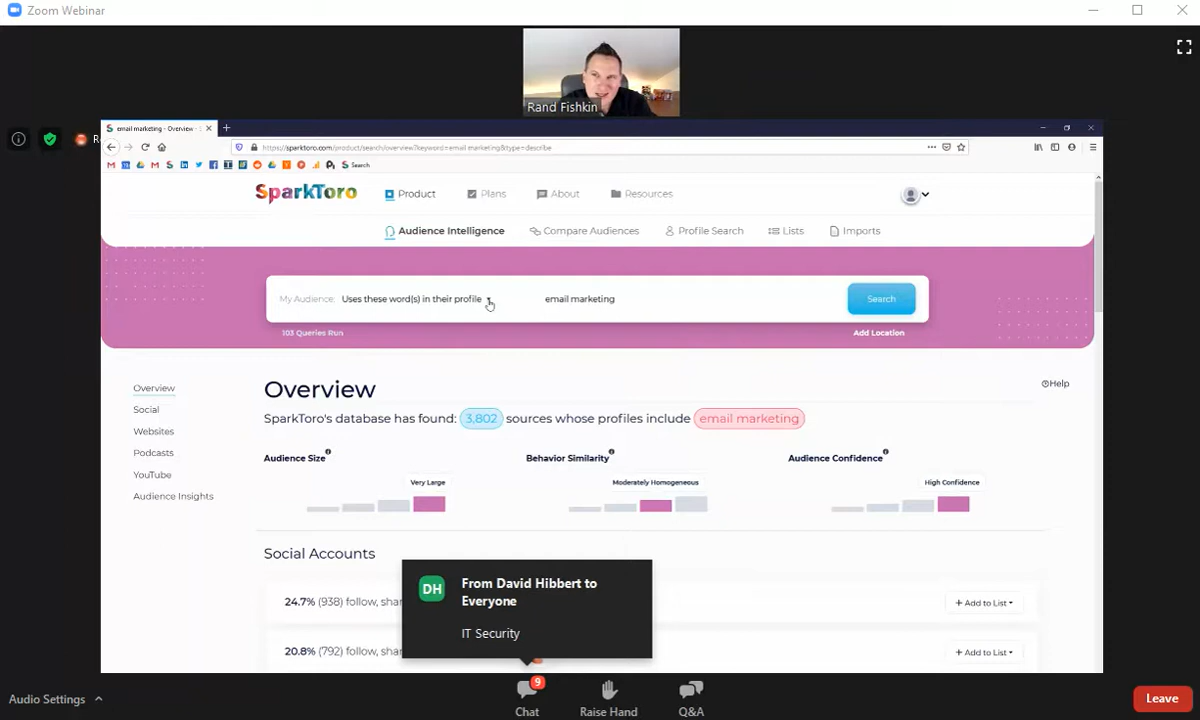 Zoom Webinar
Rand Fishkin
email marketing - Overview - S
R
https://sparktoro.com/product/search/overview?keyword=email marketing&type=describe
Search
SparkToro
Product
Plans
About
Resources
Audience Intelligence
Compare Audiences
Profile Search
Lists
Imports
My Audience: Uses these word(s) in their profile
email marketing
Search
103 Queries Run
Add Location
Overview
Social
Websites
Podcasts
YouTube
Audience Insights
Overview
Help
SparkToro's database has found: 3,802 sources whose profiles include email marketing
Audience Size
Behavior Similarity
Audience Confidence
Very Large
Moderately Homogeneous
High Confidence
Social Accounts
24.7% (938) follow, shar
+ Add to List
20.8% (792) follow, shar
+ Add to List
DH
From David Hibbert to
Everyone
IT Security
Audio Settings
9
Chat
Raise Hand
Q&A
Leave